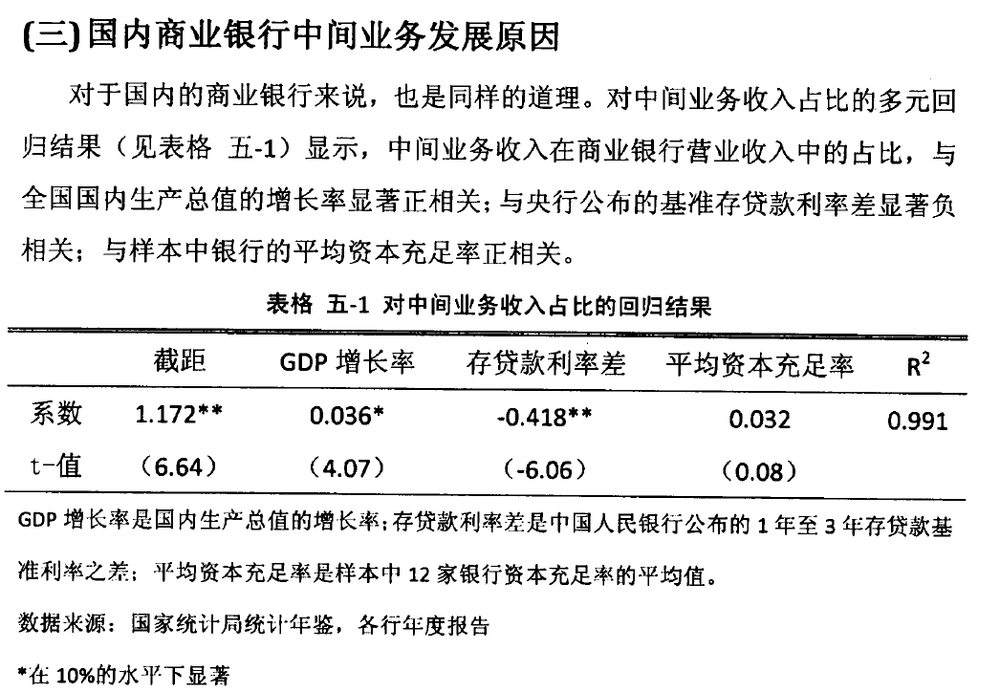 (三)国内商业银行中间业务发展原因
对于国内的商业银行来说，也是同样的道理。对中间业务收入占比的多元回
归结果（见表格 五-1）显示，中间业务收入在商业银行营业收入中的占比，与
全国国内生产总值的增长率显著正相关；与央行公布的基准存贷款利率差显著负
相关；与样本中银行的平均资本充足率正相关。
表格 五-1 对中间业务收入占比的回归结果
截距 GDP 增长率 存贷款利率差 平均资本充足率 R²
系数 1.172** 0.036* -0.418** 0.032 0.991
t-值 （6.64） （4.07） （-6.06） （0.08）
GDP 增长率是国内生产总值的增长率；存贷款利率差是中国人民银行公布的 1 年至 3 年存贷款基
准利率之差；平均资本充足率是样本中 12 家银行资本充足率的平均值。
数据来源：国家统计局统计年鉴，各行年度报告
*在 10%的水平下显著